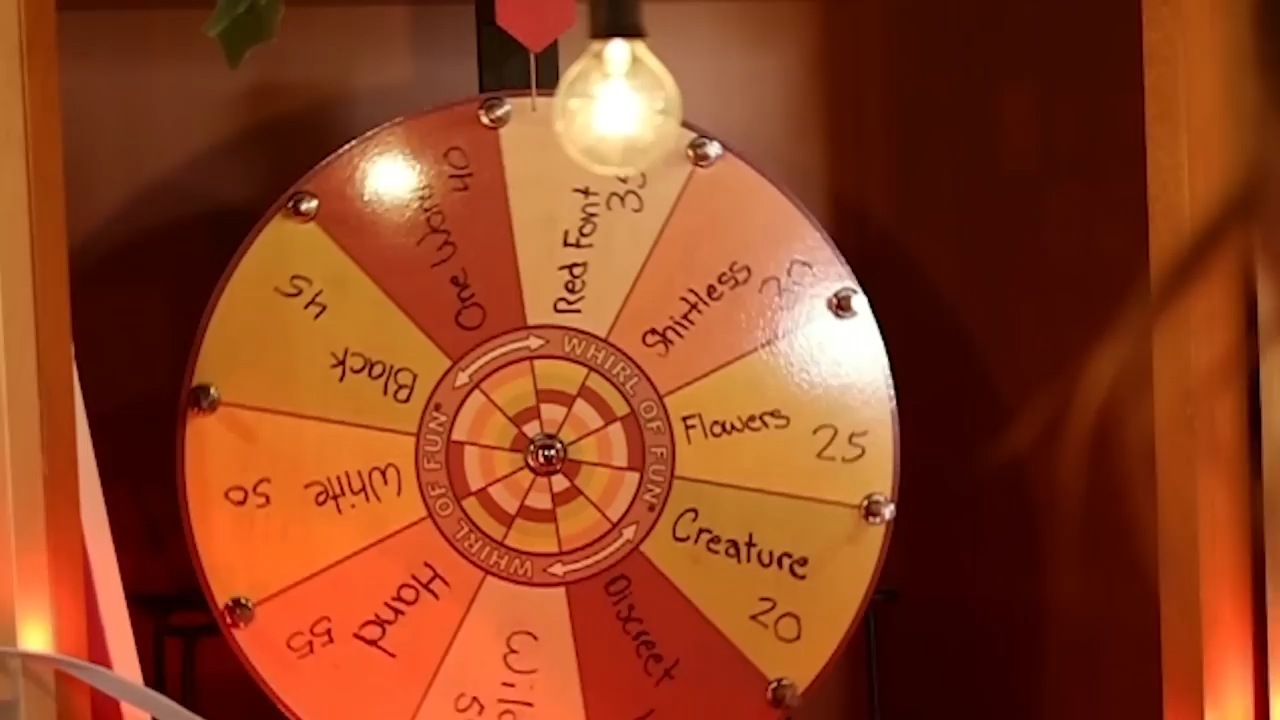 Red Font
35
Shirtless
30
Flowers 25
Creature
20
Discreet
Hand
55
White 50
Black
45
One
40
WHIRL OF FUN
WHIRL OF FUN